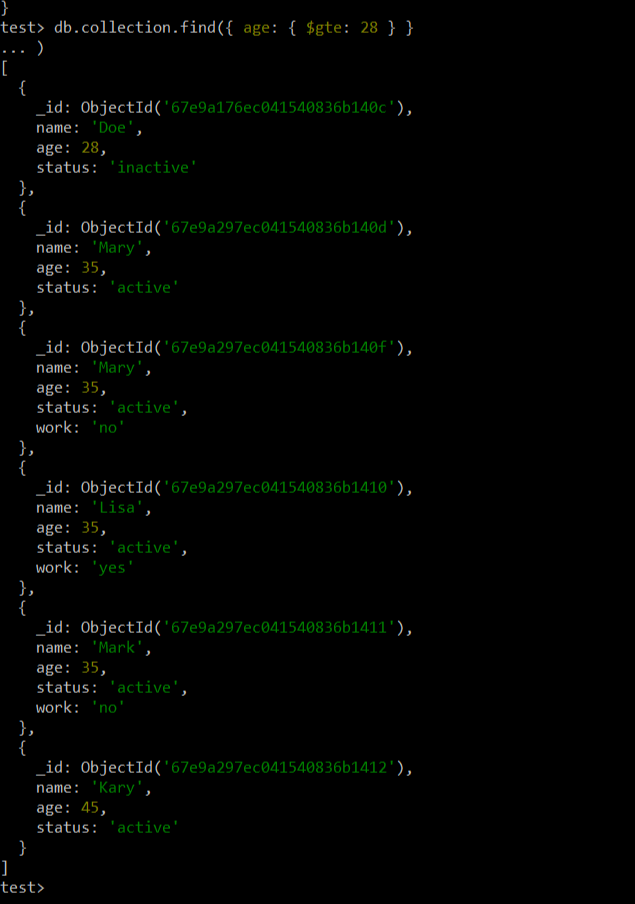 }
test> db.collection.find({ age: { $gte: 28 } }
... )
[
  {
    _id: ObjectId('67e9a176ec041540836b140c'),
    name: 'Doe',
    age: 28,
    status: 'inactive'
  },
  {
    _id: ObjectId('67e9a297ec041540836b140d'),
    name: 'Mary',
    age: 35,
    status: 'active'
  },
  {
    _id: ObjectId('67e9a297ec041540836b140f'),
    name: 'Mary',
    age: 35,
    status: 'active',
    work: 'no'
  },
  {
    _id: ObjectId('67e9a297ec041540836b1410'),
    name: 'Lisa',
    age: 35,
    status: 'active',
    work: 'yes'
  },
  {
    _id: ObjectId('67e9a297ec041540836b1411'),
    name: 'Mark',
    age: 35,
    status: 'active',
    work: 'no'
  },
  {
    _id: ObjectId('67e9a297ec041540836b1412'),
    name: 'Kary',
    age: 45,
    status: 'active'
  }
]
test>